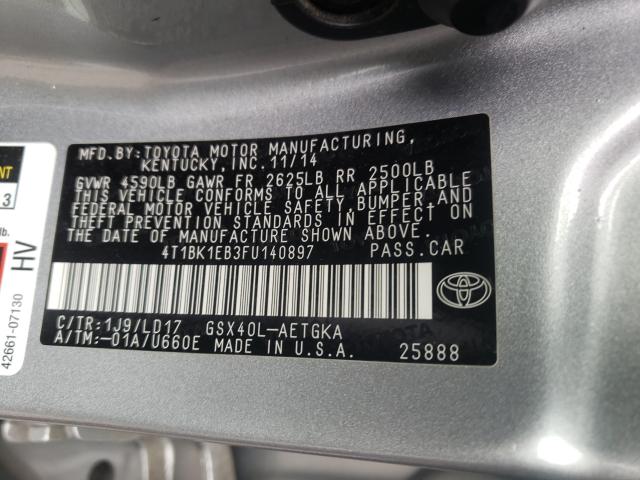 MFD.BY:TOYOTA MOTOR MANUFACTURING,
KENTUCKY, INC. 11/14
GVWR 4590LB GAWR FR 2625LB RR 2500LB
THIS VEHICLE CONFORMS TO ALL APPLICABLE
FEDERAL MOTOR VEHICLE SAFETY, BUMPER, AND
THEFT PREVENTION STANDARDS IN EFFECT ON
THE DATE OF MANUFACTURE SHOWN ABOVE.
4T1BK1EB3FU140897 PASS.CAR
C/TR:1J9/LD17 GSX40L-AETGKA
A/TM:-01A/U660E MADE IN U.S.A. 25888
3
lb.
HV
42661-07130